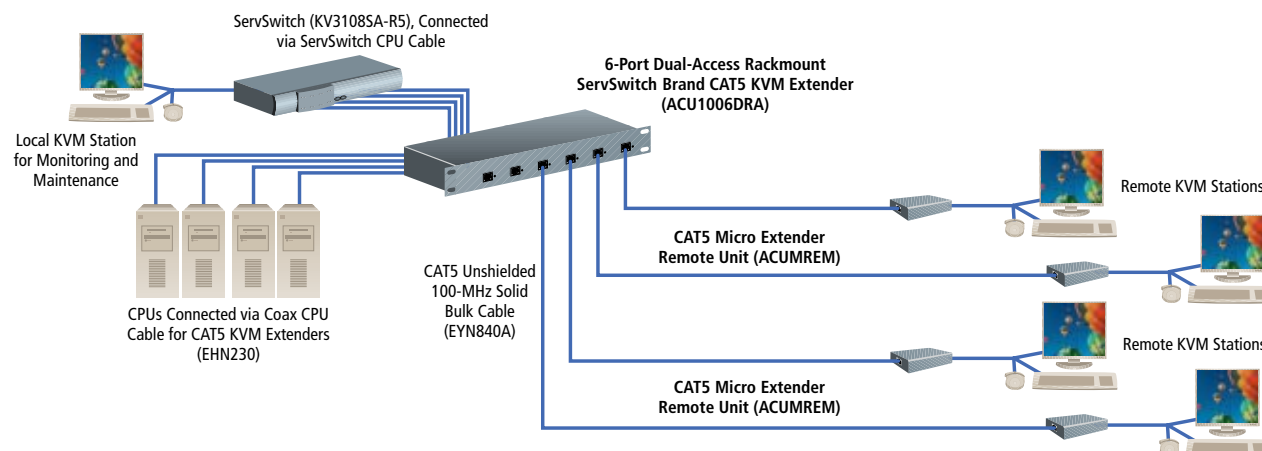 ServSwitch (KV3108SA-R5), Connected
via ServSwitch CPU Cable
6-Port Dual-Access Rackmount
ServSwitch Brand CAT5 KVM Extender
(ACU1006DRA)
Local KVM Station
for Monitoring and
Maintenance
Remote KVM Stations
CAT5 Micro Extender
Remote Unit (ACUMREM)
CAT5 Unshielded
100-MHz Solid
Bulk Cable
(EYN840A)
CPUs Connected via Coax CPU
Cable for CAT5 KVM Extenders
(EHN230)
Remote KVM Stations
CAT5 Micro Extender
Remote Unit (ACUMREM)